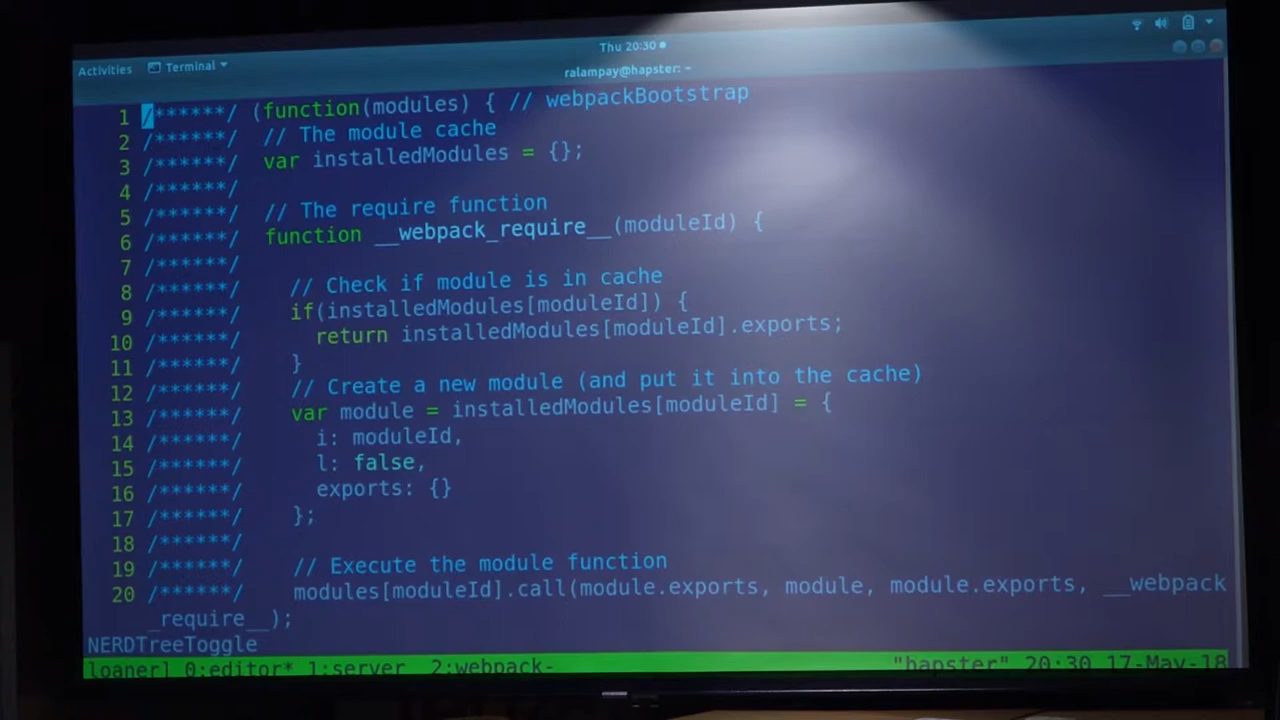 Thu 20:30
Activities Terminal
ralampay@hapster: ~
1 /******/ (function(modules) { // webpackBootstrap
2 /******/ // The module cache
3 /******/ var installedModules = {};
4 /******/
5 /******/ // The require function
6 /******/ function __webpack_require__(moduleId) {
7 /******/
8 /******/ // Check if module is in cache
9 /******/ if(installedModules[moduleId]) {
10 /******/ return installedModules[moduleId].exports;
11 /******/ }
12 /******/ // Create a new module (and put it into the cache)
13 /******/ var module = installedModules[moduleId] = {
14 /******/ i: moduleId,
15 /******/ l: false,
16 /******/ exports: {}
17 /******/ };
18 /******/
19 /******/ // Execute the module function
20 /******/ modules[moduleId].call(module.exports, module, module.exports, __webpack
_require__);
NERDTreeToggle
loaner] 0:editor* 1:server 2:webpack- "hapster" 20:30 17-May-18